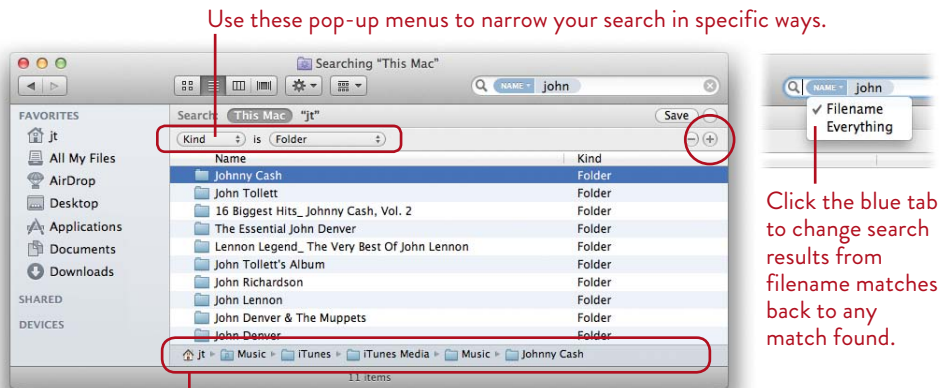 Use these pop-up menus to narrow your search in specific ways.
Searching "This Mac"
NAME john
FAVORITES
jt
All My Files
AirDrop
Desktop
Applications
Documents
Downloads
SHARED
DEVICES
Search: This Mac "jt" Save
Kind is Folder
Name Kind
Johnny Cash Folder
John Tollett Folder
16 Biggest Hits_ Johnny Cash, Vol. 2 Folder
The Essential John Denver Folder
Lennon Legend_ The Very Best Of John Lennon Folder
John Tollett's Album Folder
John Richardson Folder
John Lennon Folder
John Denver & The Muppets Folder
John Denver Folder
jt ▸ Music ▸ iTunes ▸ iTunes Media ▸ Music ▸ Johnny Cash
11 items
NAME john
✓ Filename
Everything
Click the blue tab
to change search
results from
filename matches
back to any
match found.